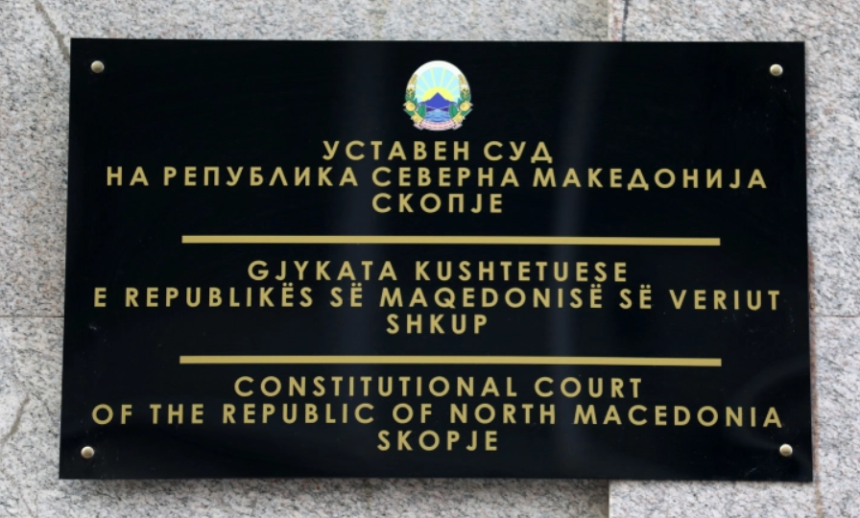 УСТАВЕН СУД
НА РЕПУБЛИКА СЕВЕРНА МАКЕДОНИЈА
СКОПЈЕ
GJYKATA KUSHTETUESE
E REPUBLIKËS SË MAQEDONISË SË VERIUT
SHKUP
CONSTITUTIONAL COURT
OF THE REPUBLIC OF NORTH MACEDONIA
SKOPJE